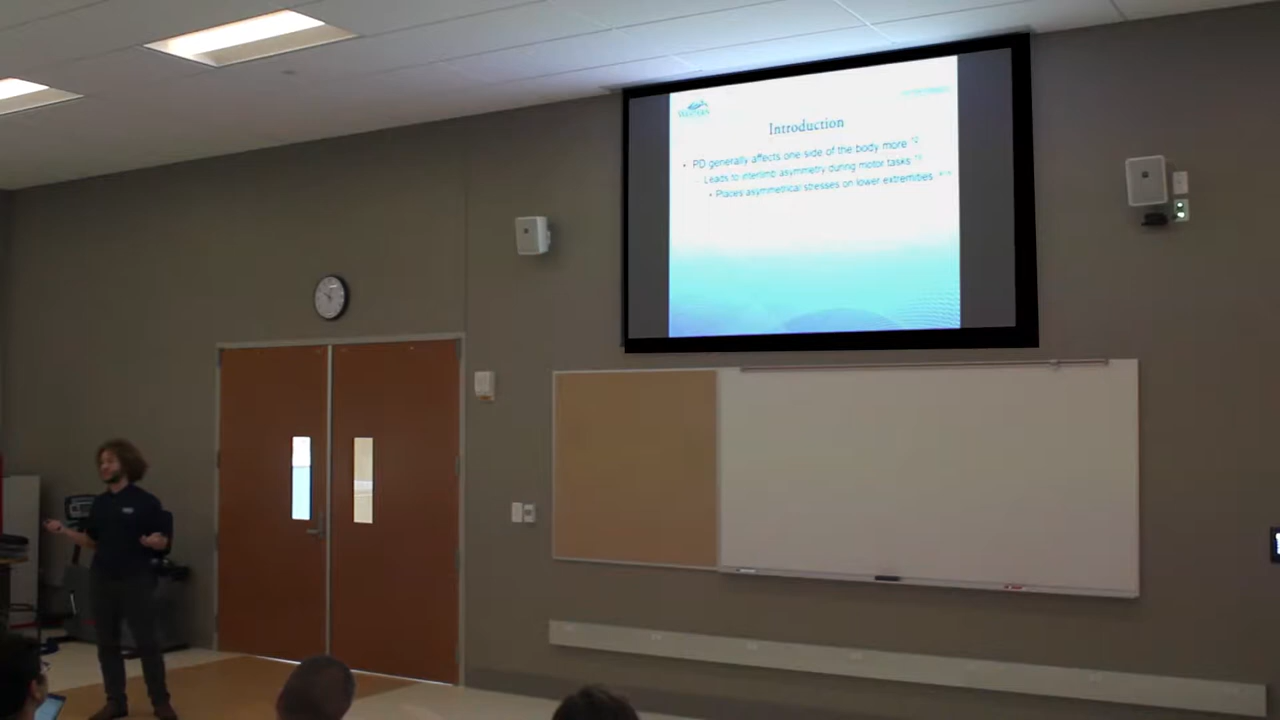 Introduction
• PD generally affects one side of the body more
Leads to interlimb asymmetry during motor tasks
• Places asymmetrical stresses on lower extremities